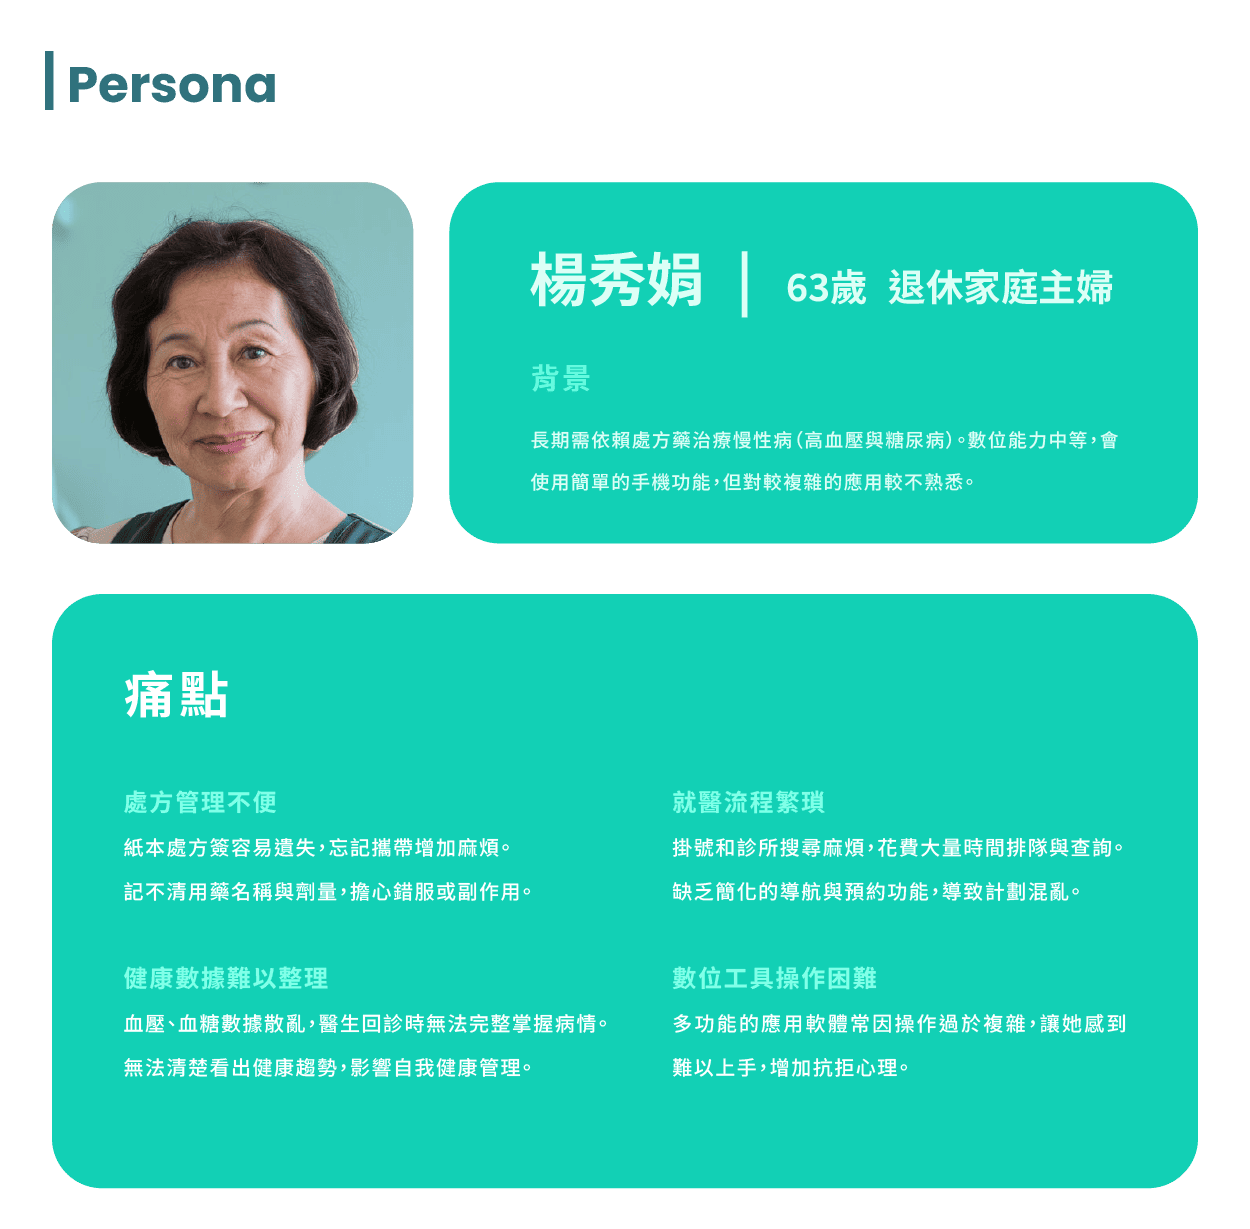 Persona
楊秀娟 | 63歲 退休家庭主婦
背景
長期需依賴處方藥治療慢性病（高血壓與糖尿病）。數位能力中等，會
使用簡單的手機功能，但對較複雜的應用較不熟悉。
痛點
處方管理不便
紙本處方簽容易遺失，忘記攜帶增加麻煩。
記不清用藥名稱與劑量，擔心錯服或副作用。
就醫流程繁瑣
掛號和診所搜尋麻煩，花費大量時間排隊與查詢。
缺乏簡化的導航與預約功能，導致計劃混亂。
健康數據難以整理
血壓、血糖數據散亂，醫生回診時無法完整掌握病情。
無法清楚看出健康趨勢，影響自我健康管理。
數位工具操作困難
多功能的應用軟體常因操作過於複雜，讓她感到
難以上手，增加抗拒心理。